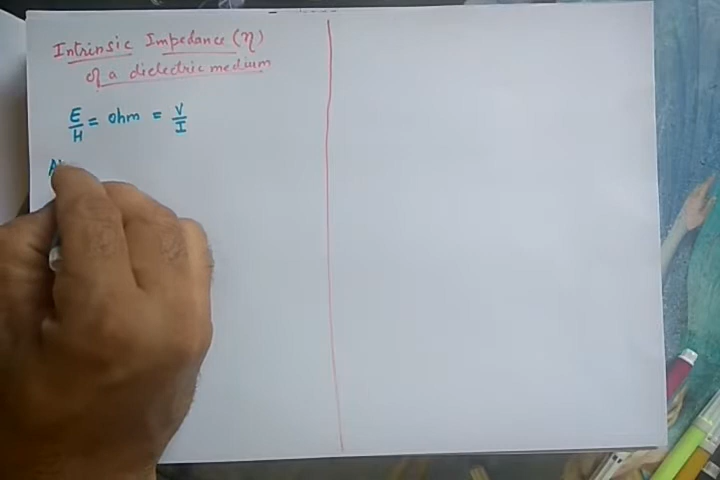 Intrinsic Impedance (η)
of a dielectric medium
E/H = ohm = V/I